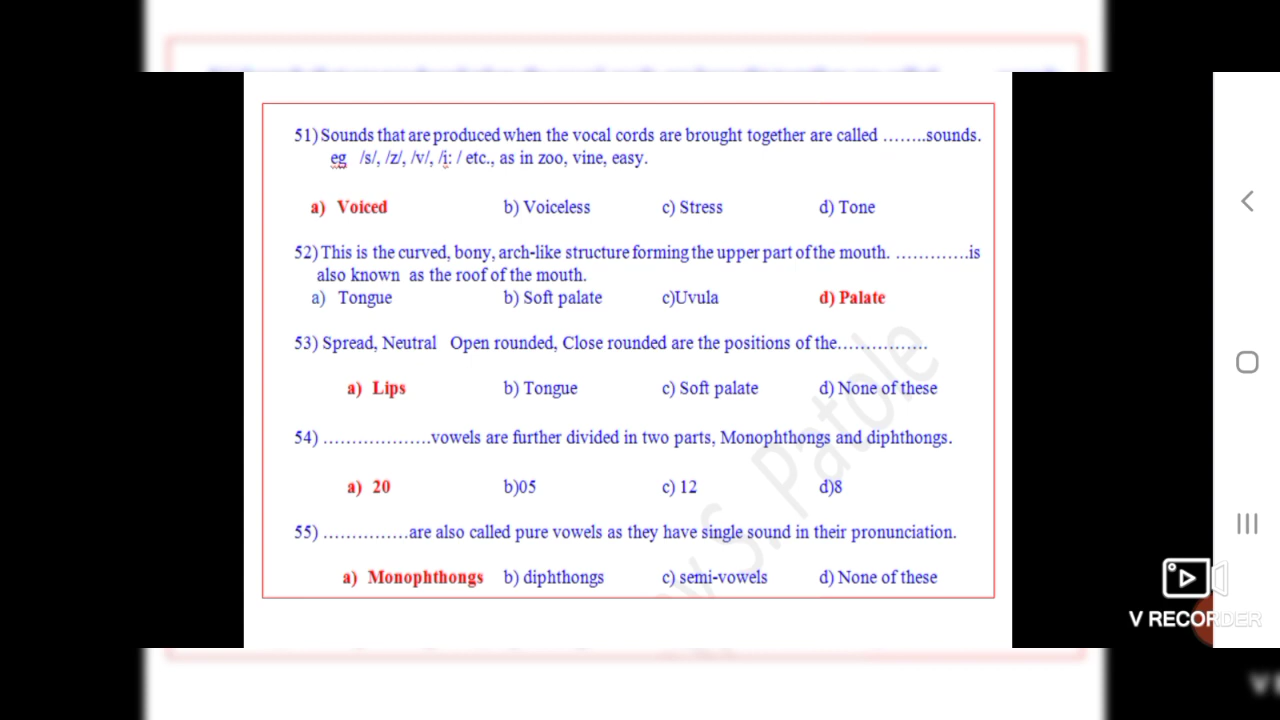 51) Sounds that are produced when the vocal cords are brought together are called ........sounds.
eg /s/, /z/, /v/, /i: / etc., as in zoo, vine, easy.
a) Voiced b) Voiceless c) Stress d) Tone
52) This is the curved, bony, arch-like structure forming the upper part of the mouth. .............is
also known as the roof of the mouth.
a) Tongue b) Soft palate c)Uvula d) Palate
53) Spread, Neutral Open rounded, Close rounded are the positions of the................
a) Lips b) Tongue c) Soft palate d) None of these
54) ...................vowels are further divided in two parts, Monophthongs and diphthongs.
a) 20 b)05 c) 12 d)8
55) ...............are also called pure vowels as they have single sound in their pronunciation.
a) Monophthongs b) diphthongs c) semi-vowels d) None of these
S. Patole
V RECORDER